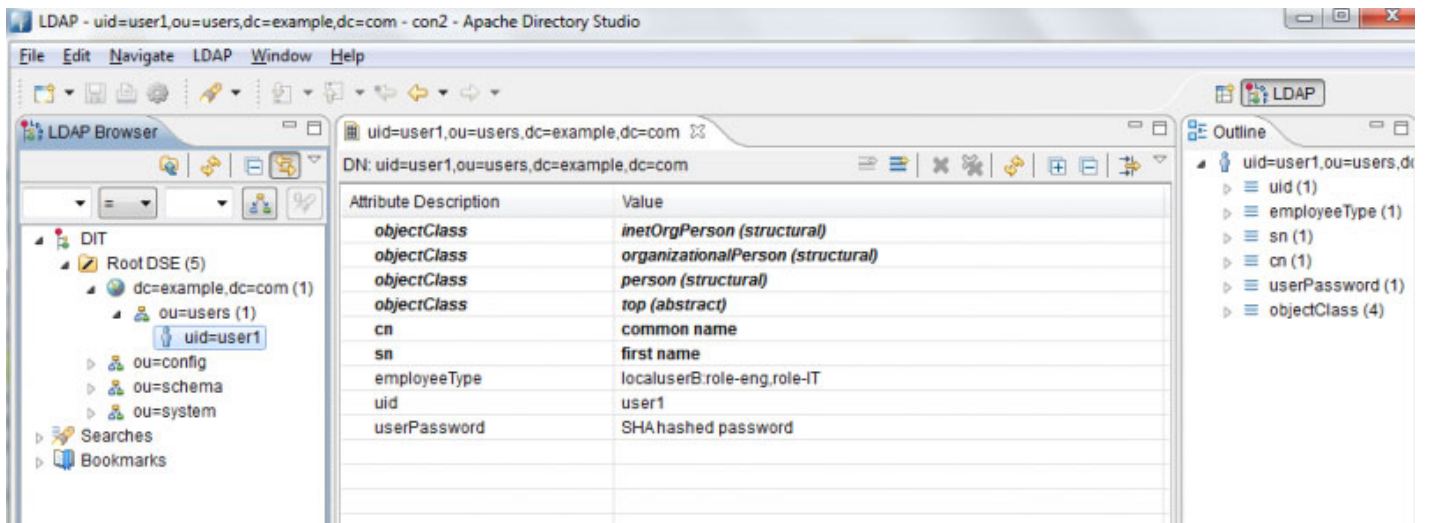 LDAP - uid=user1,ou=users,dc=example,dc=com - con2 - Apache Directory Studio
File Edit Navigate LDAP Window Help
LDAP
LDAP Browser
uid=user1,ou=users,dc=example,dc=com
Outline
DN: uid=user1,ou=users,dc=example,dc=com
=
DIT
Root DSE (5)
dc=example,dc=com (1)
ou=users (1)
uid=user1
ou=config
ou=schema
ou=system
Searches
Bookmarks
Attribute Description Value
objectClass inetOrgPerson (structural)
objectClass organizationalPerson (structural)
objectClass person (structural)
objectClass top (abstract)
cn common name
sn first name
employeeType localuserB:role-eng,role-IT
uid user1
userPassword SHA hashed password
uid=user1,ou=users,d
uid (1)
employeeType (1)
sn (1)
cn (1)
userPassword (1)
objectClass (4)